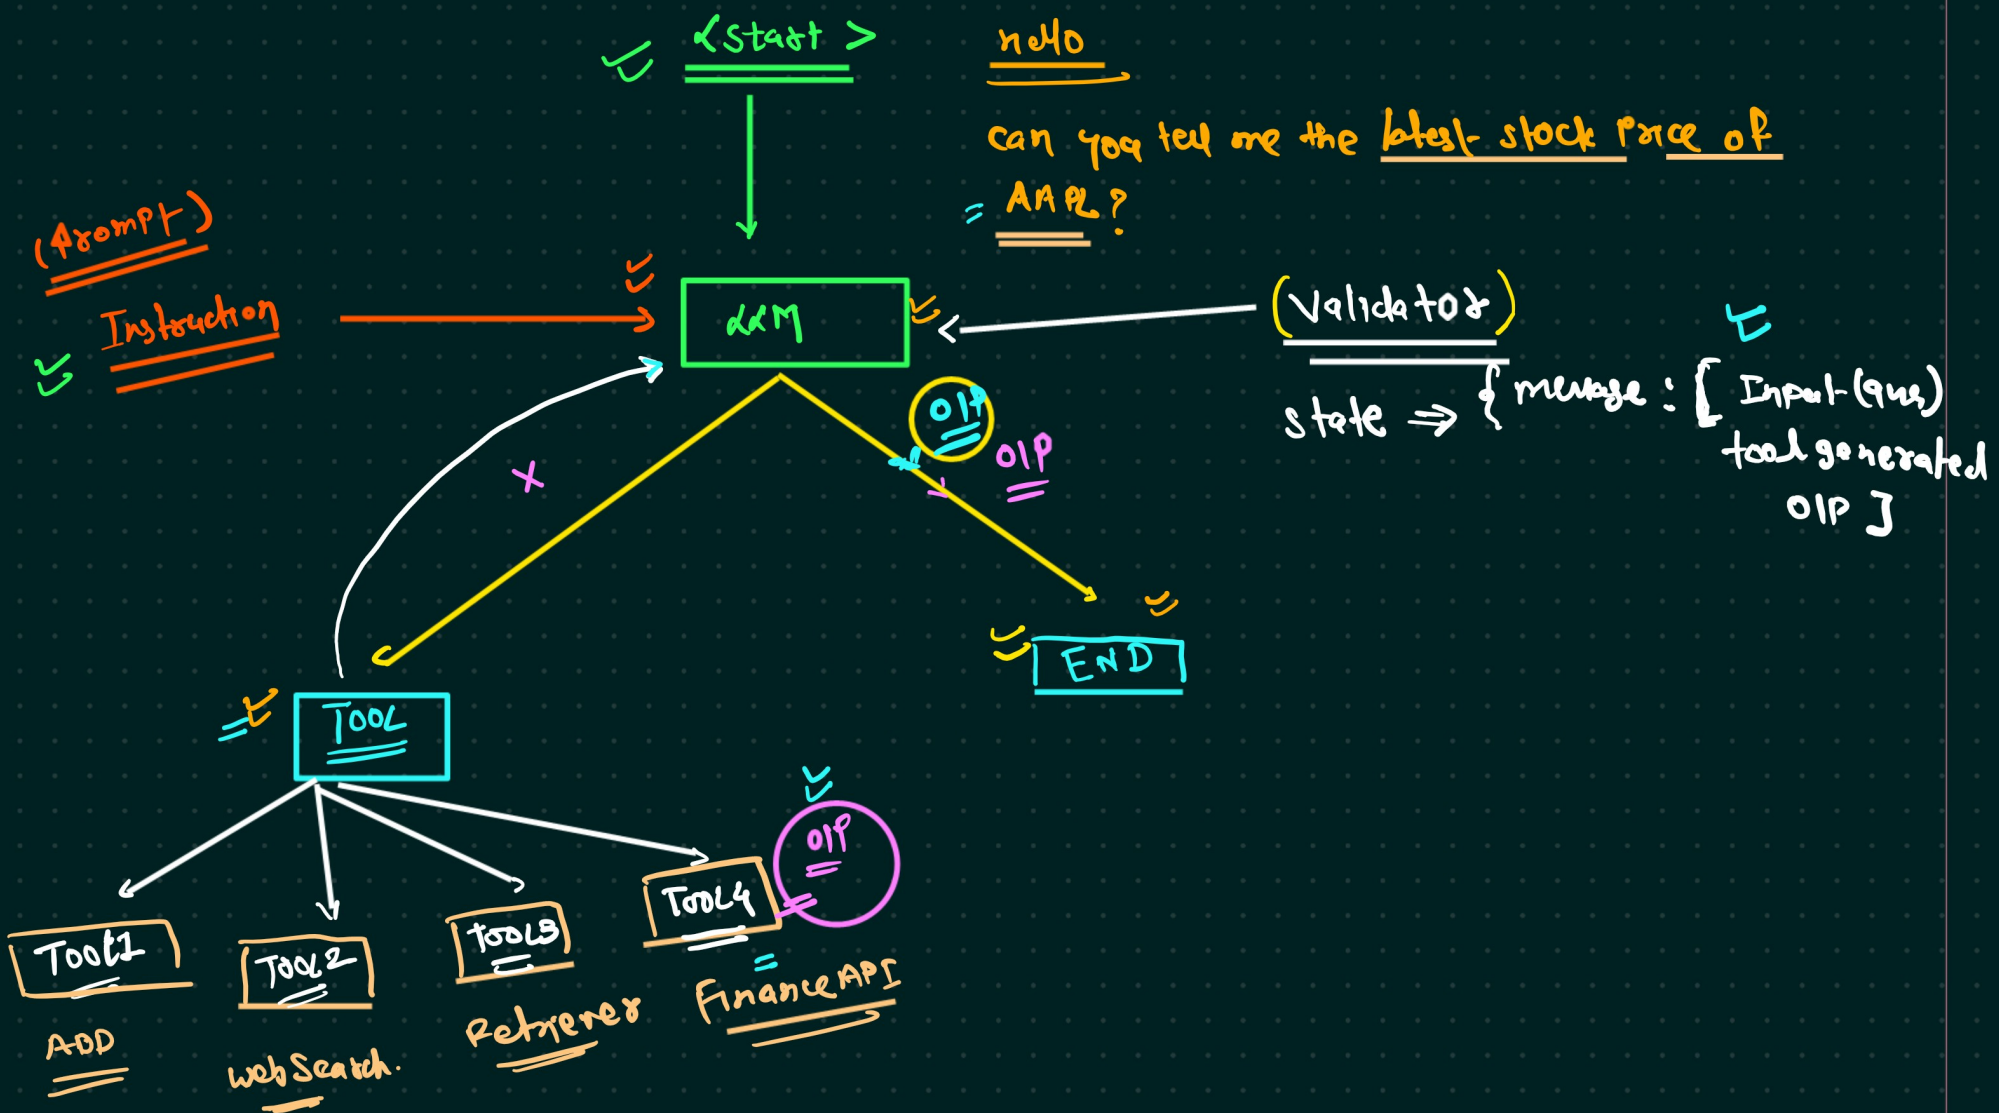 <Start>
hello
can you tell me the latest stock price of
AAPL?
(Prompt)
Instruction
LLM
(Validator)
state ⇒ { message : [ Input (ques)
tool generated
O/P ]
O/P
O/P
X
TOOL
END
O/P
TOOL1
TOOL2
TOOL3
TOOL4
ADD
webSearch.
Retriever
FinanceAPI